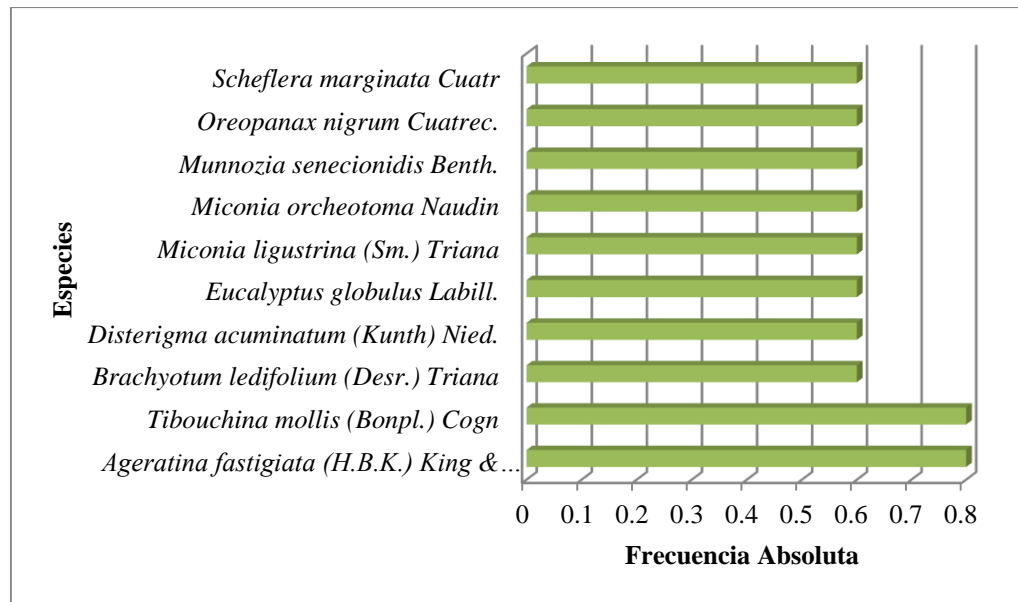 Scheflera marginata Cuatr
Oreopanax nigrum Cuatrec.
Munnozia senecionidis Benth.
Miconia orcheotoma Naudin
Miconia ligustrina (Sm.) Triana
Eucalyptus globulus Labill.
Disterigma acuminatum (Kunth) Nied.
Brachyotum ledifolium (Desr.) Triana
Tibouchina mollis (Bonpl.) Cogn
Ageratina fastigiata (H.B.K.) King &…
Especies
0 0.1 0.2 0.3 0.4 0.5 0.6 0.7 0.8
Frecuencia Absoluta